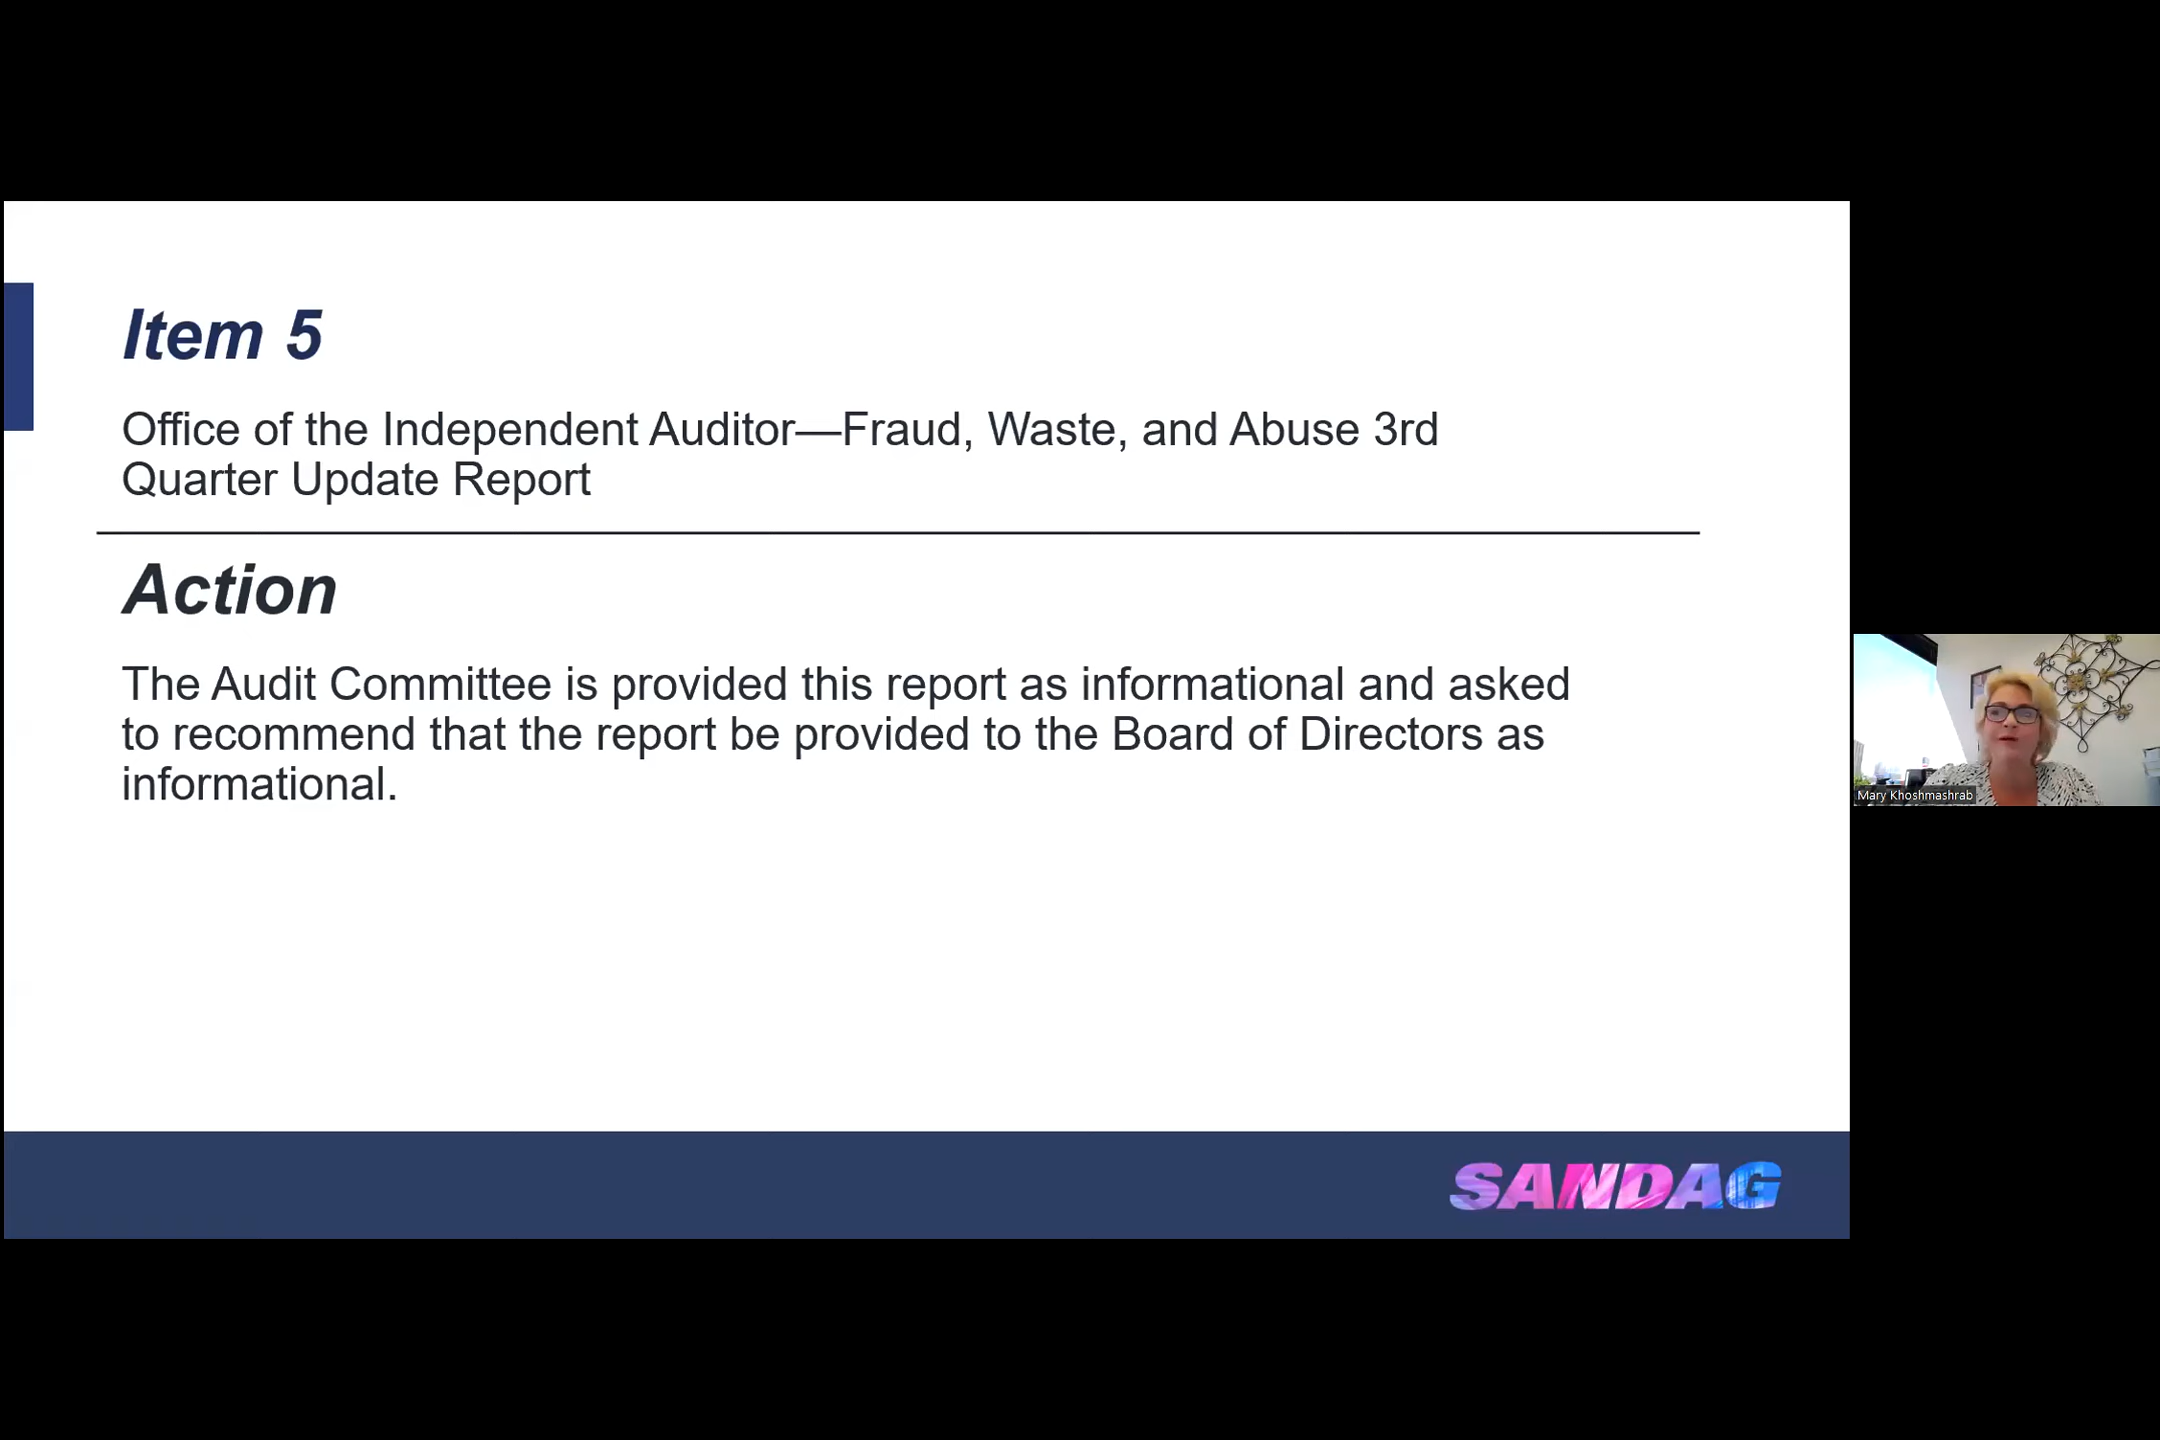 Item 5
Office of the Independent Auditor—Fraud, Waste, and Abuse 3rd
Quarter Update Report
Action
The Audit Committee is provided this report as informational and asked
to recommend that the report be provided to the Board of Directors as
informational.
Mary Khoshmashrab
SANDAG